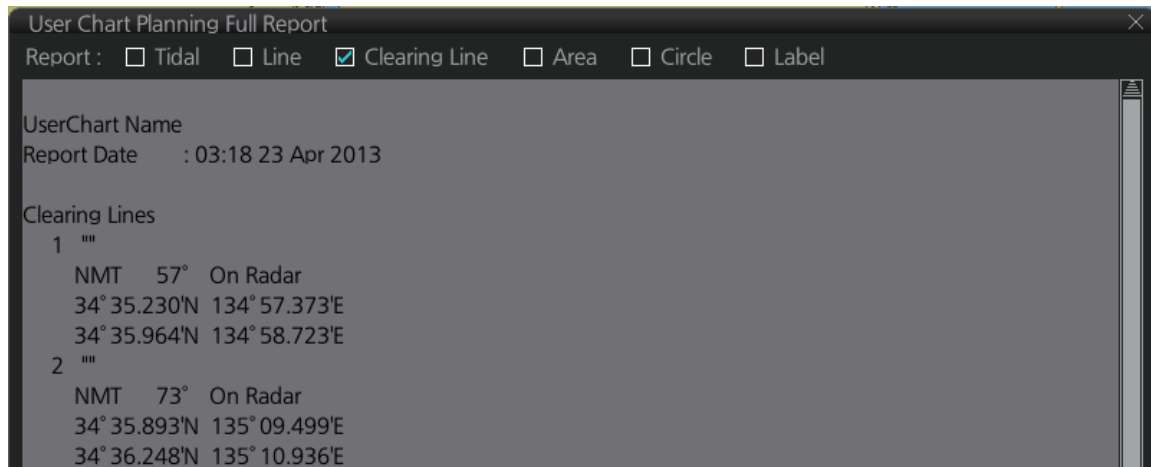 User Chart Planning Full Report
Report : Tidal Line Clearing Line Area Circle Label
UserChart Name
Report Date : 03:18 23 Apr 2013
Clearing Lines
1 ""
NMT 57° On Radar
34°35.230'N 134°57.373'E
34°35.964'N 134°58.723'E
2 ""
NMT 73° On Radar
34°35.893'N 135°09.499'E
34°36.248'N 135°10.936'E